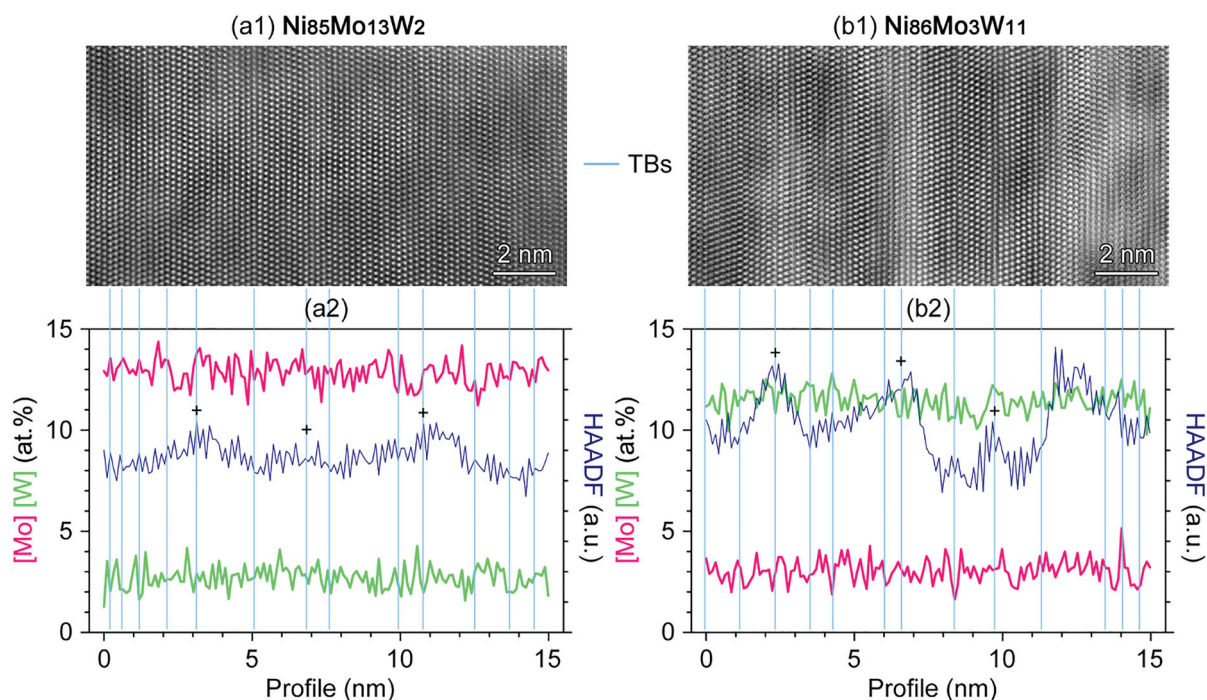 (a1) Ni85Mo13W2
(b1) Ni86Mo3W11
TBs
2 nm
2 nm
(a2)
(b2)
[Mo] [W] (at.%)
15
10
5
0
HAADF (a.u.)
0 5 10 15
Profile (nm)
[Mo] [W] (at.%)
15
10
5
0
HAADF (a.u.)
0 5 10 15
Profile (nm)